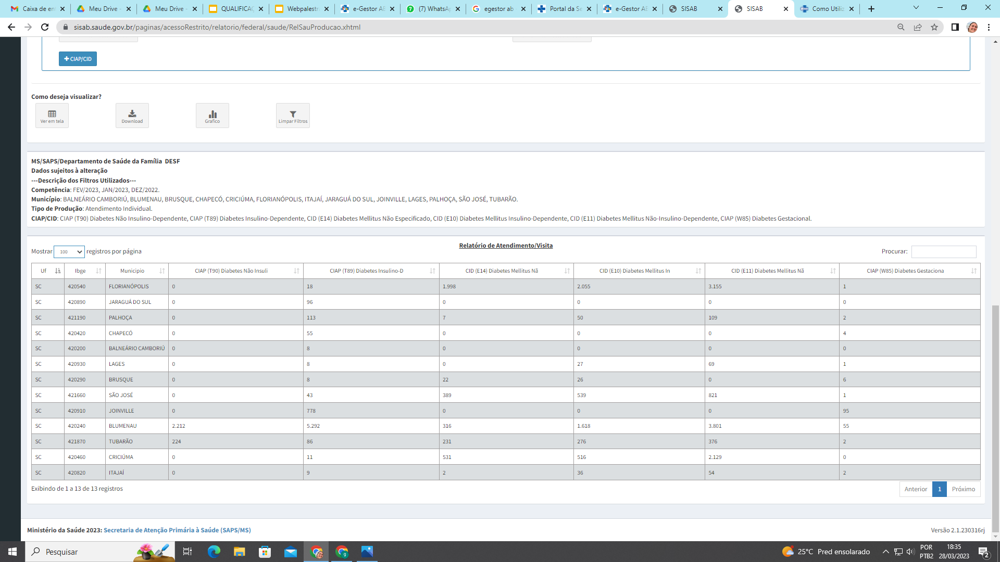 Caixa de en
Meu Drive -
Meu Drive -
QUALIFICAÇ
Webpalestr
e-Gestor AB
(7) WhatsAp
egestor ab
Portal da Se
e-Gestor AB
SISAB
SISAB
Como Utiliz
sisab.saude.gov.br/paginas/acessoRestrito/relatorio/federal/saude/RelSauProducao.xhtml
CIAP/CID
Como deseja visualizar?
Ver em tela
Download
Grafico
Limpar Filtros
MS/SAPS/Departamento de Saúde da Família DESF
Dados sujeitos à alteração
---Descrição dos Filtros Utilizados---
Competência: FEV/2023, JAN/2023, DEZ/2022.
Município: BALNEÁRIO CAMBORIÚ, BLUMENAU, BRUSQUE, CHAPECÓ, CRICIÚMA, FLORIANÓPOLIS, ITAJAÍ, JARAGUÁ DO SUL, JOINVILLE, LAGES, PALHOÇA, SÃO JOSÉ, TUBARÃO.
Tipo de Produção: Atendimento Individual.
CIAP/CID: CIAP (T90) Diabetes Não Insulino-Dependente, CIAP (T89) Diabetes Insulino-Dependente, CID (E14) Diabetes Mellitus Não Especificado, CID (E10) Diabetes Mellitus Insulino-Dependente, CID (E11) Diabetes Mellitus Não-Insulino-Dependente, CIAP (W85) Diabetes Gestacional.
Relatório de Atendimento/Visita
Mostrar 100 registros por página
Procurar:
Uf Ibge Municipio CIAP (T90) Diabetes Não Insuli CIAP (T89) Diabetes Insulino-D CID (E14) Diabetes Mellitus Nã CID (E10) Diabetes Mellitus In CID (E11) Diabetes Mellitus Nã CIAP (W85) Diabetes Gestaciona
SC 420540 FLORIANÓPOLIS 0 18 1.998 2.055 3.155 1
SC 420890 JARAGUÁ DO SUL 0 96 0 0 0 0
SC 421190 PALHOÇA 0 113 7 50 109 2
SC 420420 CHAPECÓ 0 55 0 0 0 4
SC 420200 BALNEÁRIO CAMBORIÚ 0 8 0 0 0 0
SC 420930 LAGES 0 8 0 27 69 1
SC 420290 BRUSQUE 0 8 22 26 0 6
SC 421660 SÃO JOSÉ 0 43 389 539 821 1
SC 420910 JOINVILLE 0 778 0 0 0 95
SC 420240 BLUMENAU 2.212 5.292 316 1.618 3.801 55
SC 421870 TUBARÃO 224 86 231 276 376 2
SC 420460 CRICIÚMA 0 11 531 516 2.129 0
SC 420820 ITAJAÍ 0 9 2 36 54 2
Exibindo de 1 a 13 de 13 registros
Anterior 1 Próximo
Ministério da Saúde 2023: Secretaria de Atenção Primária à Saúde (SAPS/MS)
Versão 2.1.230316rj
Pesquisar
25°C Pred ensolarado
POR
PTB2
18:35
28/03/2023
2